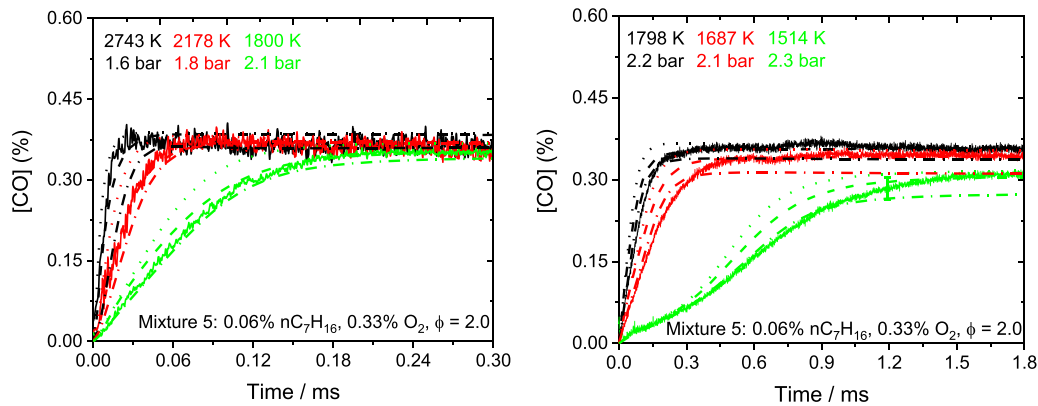 0.60
0.45
0.30
0.15
0.00
[CO] (%)
2743 K 2178 K 1800 K
1.6 bar 1.8 bar 2.1 bar
Mixture 5: 0.06% nC7H16, 0.33% O2, ϕ = 2.0
0.00 0.06 0.12 0.18 0.24 0.30
Time / ms
0.60
0.45
0.30
0.15
0.00
[CO] (%)
1798 K 1687 K 1514 K
2.2 bar 2.1 bar 2.3 bar
Mixture 5: 0.06% nC7H16, 0.33% O2, ϕ = 2.0
0.0 0.3 0.6 0.9 1.2 1.5 1.8
Time / ms